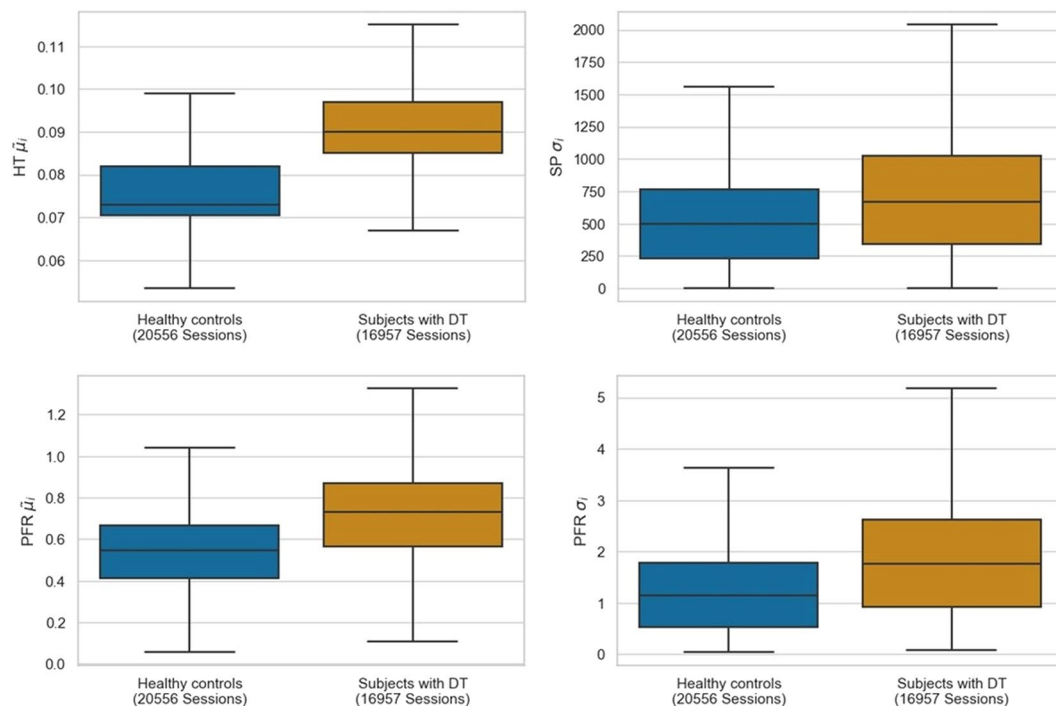 HT μ̃ᵢ
0.11
0.10
0.09
0.08
0.07
0.06
Healthy controls
(20556 Sessions)
Subjects with DT
(16957 Sessions)
SP σᵢ
2000
1750
1500
1250
1000
750
500
250
0
Healthy controls
(20556 Sessions)
Subjects with DT
(16957 Sessions)
PFR μ̃ᵢ
1.2
1.0
0.8
0.6
0.4
0.2
0.0
Healthy controls
(20556 Sessions)
Subjects with DT
(16957 Sessions)
PFR σᵢ
5
4
3
2
1
0
Healthy controls
(20556 Sessions)
Subjects with DT
(16957 Sessions)